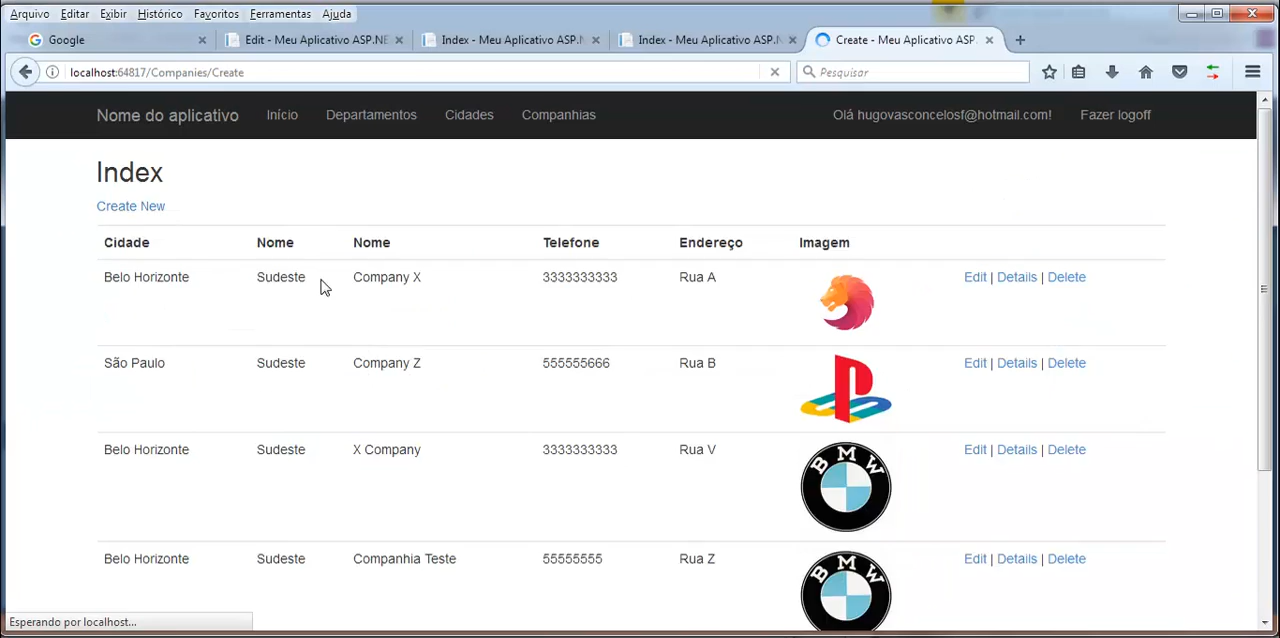 Arquivo Editar Exibir Histórico Favoritos Ferramentas Ajuda
Google Edit - Meu Aplicativo ASP.NE Index - Meu Aplicativo ASP.N Index - Meu Aplicativo ASP.N Create - Meu Aplicativo ASP.
localhost:64817/Companies/Create Pesquisar
Nome do aplicativo Início Departamentos Cidades Companhias Olá hugovasconcelosf@hotmail.com! Fazer logoff
Index
Create New
Cidade Nome Nome Telefone Endereço Imagem
Belo Horizonte Sudeste Company X 3333333333 Rua A Edit | Details | Delete
São Paulo Sudeste Company Z 555555666 Rua B Edit | Details | Delete
Belo Horizonte Sudeste X Company 3333333333 Rua V Edit | Details | Delete
BMW
Belo Horizonte Sudeste Companhia Teste 55555555 Rua Z Edit | Details | Delete
BMW
Esperando por localhost...